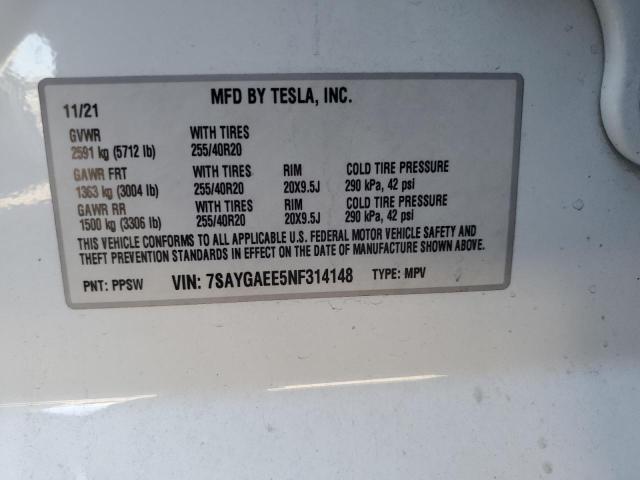 MFD BY TESLA, INC.
11/21
GVWR WITH TIRES
2591 kg (5712 lb) 255/40R20
GAWR FRT WITH TIRES RIM COLD TIRE PRESSURE
1363 kg (3004 lb) 255/40R20 20X9.5J 290 kPa, 42 psi
GAWR RR WITH TIRES RIM COLD TIRE PRESSURE
1500 kg (3306 lb) 255/40R20 20X9.5J 290 kPa, 42 psi
THIS VEHICLE CONFORMS TO ALL APPLICABLE U.S. FEDERAL MOTOR VEHICLE SAFETY AND
THEFT PREVENTION STANDARDS IN EFFECT ON THE DATE OF MANUFACTURE SHOWN ABOVE.
PNT: PPSW VIN: 7SAYGAEE5NF314148 TYPE: MPV